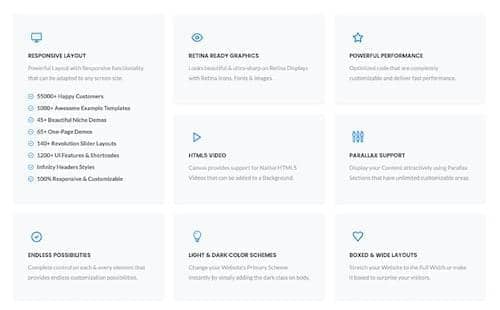 RESPONSIVE LAYOUT
Powerful Layout with Responsive functionality
that can be adapted to any screen size.
55000+ Happy Customers
1000+ Awesome Example Templates
45+ Beautiful Niche Demos
65+ One-Page Demos
140+ Revolution Slider Layouts
1200+ UI Features & Shortcodes
Infinity Headers Styles
100% Responsive & Customizable
RETINA READY GRAPHICS
Looks beautiful & ultra-sharp on Retina Displays
with Retina Icons, Fonts & Images.
POWERFUL PERFORMANCE
Optimized code that are completely
customizable and deliver fast performance.
HTML5 VIDEO
Canvas provides support for Native HTML5
Videos that can be added to a Background.
PARALLAX SUPPORT
Display your Content attractively using Parallax
Sections that have unlimited customizable areas.
ENDLESS POSSIBILITIES
Complete control on each & every element that
provides endless customization possibilities.
LIGHT & DARK COLOR SCHEMES
Change your Website's Primary Scheme
instantly by simply adding the dark class on body.
BOXED & WIDE LAYOUTS
Stretch your Website to the Full Width or make
it boxed to surprise your visitors.